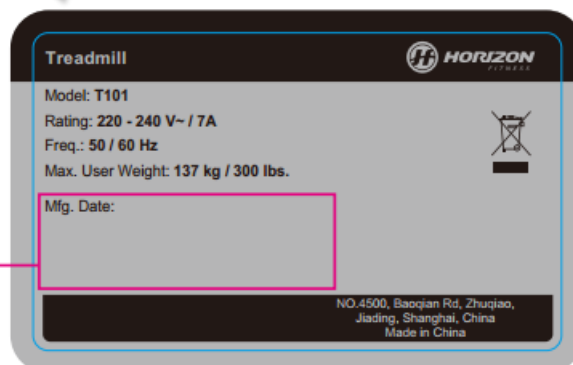 Treadmill
HORIZON
FITNESS
Model: T101
Rating: 220 - 240 V~ / 7A
Freq.: 50 / 60 Hz
Max. User Weight: 137 kg / 300 lbs.
Mfg. Date:
NO.4500, Baoqian Rd, Zhuqiao,
Jiading, Shanghai, China
Made in China